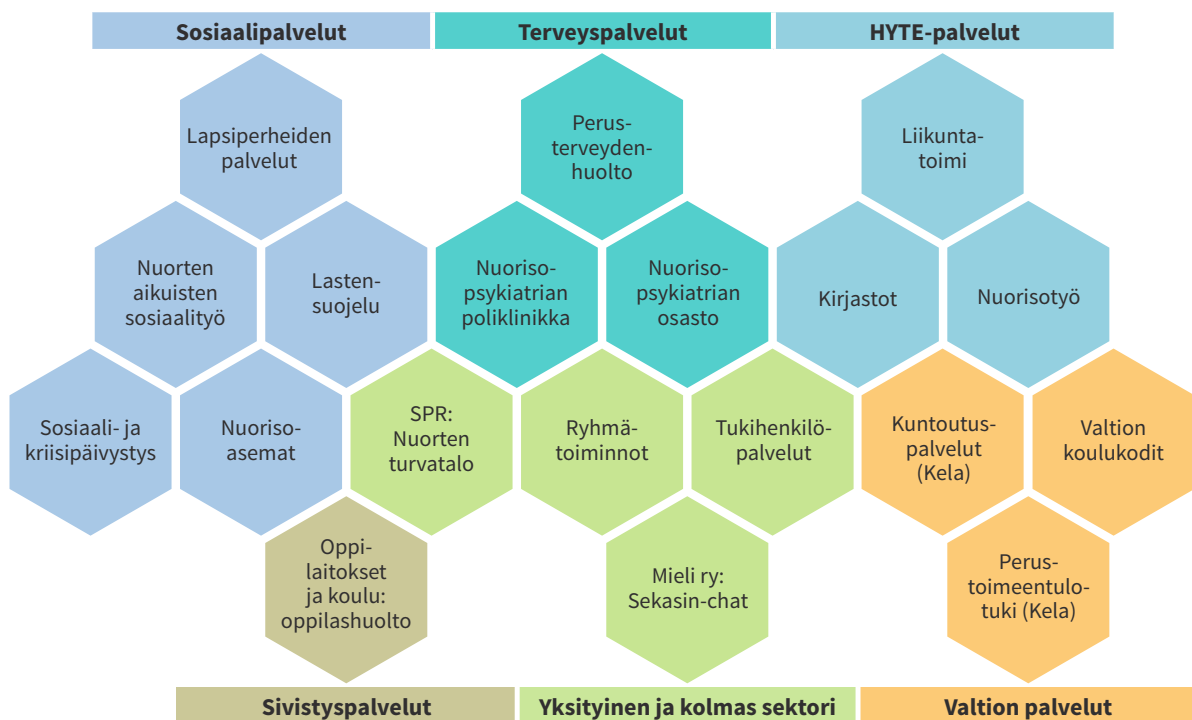 Sosiaalipalvelut
Terveyspalvelut
HYTE-palvelut
Lapsiperheiden
palvelut
Perus-
terveyden-
huolto
Liikunta-
toimi
Nuorten
aikuisten
sosiaalityö
Lasten-
suojelu
Nuoriso-
psykiatrian
poliklinikka
Nuoriso-
psykiatrian
osasto
Kirjastot
Nuorisotyö
Sosiaali- ja
kriisipäivystys
Nuoriso-
asemat
SPR:
Nuorten
turvatalo
Ryhmä-
toiminnot
Tukihenkilö-
palvelut
Kuntoutus-
palvelut
(Kela)
Valtion
koulukodit
Oppi-
laitokset
ja koulu:
oppilashuolto
Mieli ry:
Sekasin-chat
Perus-
toimeentulo-
tuki (Kela)
Sivistyspalvelut
Yksityinen ja kolmas sektori
Valtion palvelut